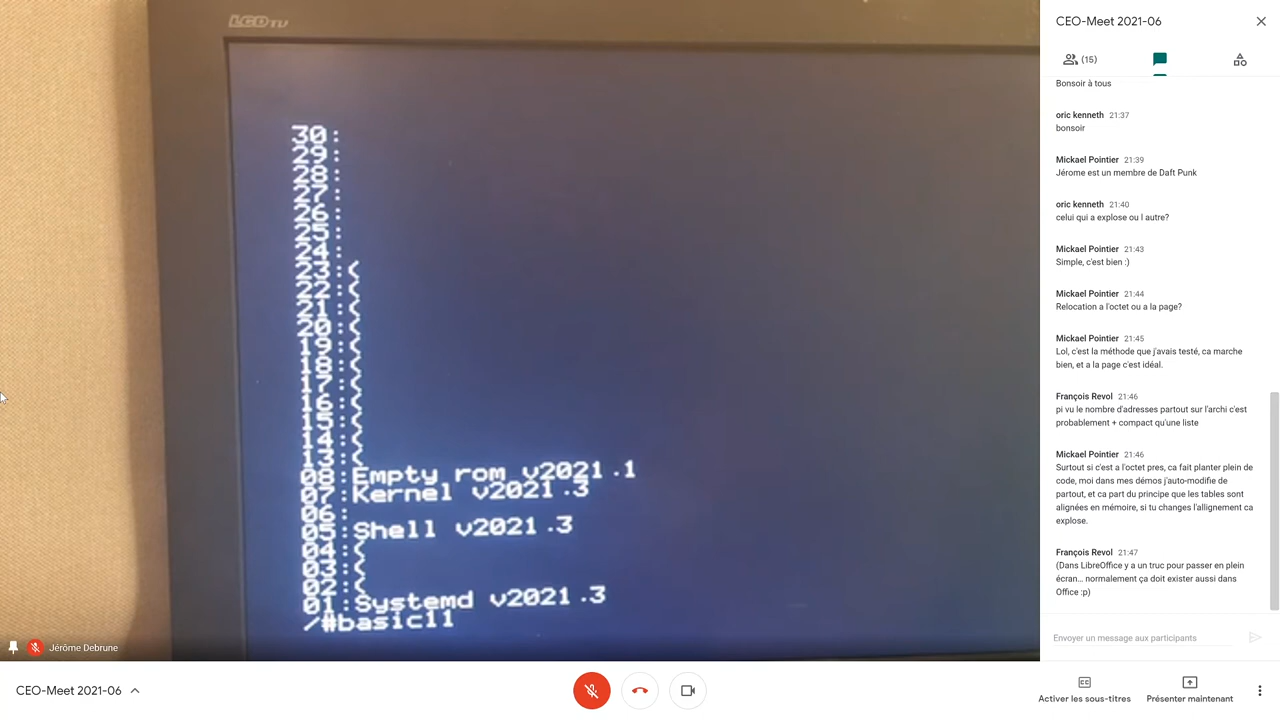 LCD TV
30:
29:
28:
27:
26:
25:
24:
23:{
22:{
21:{
20:{
19:{
18:{
17:{
16:{
15:{
14:{
13:{
08:Empty rom v2021.1
07:Kernel v2021.3
06:
05:Shell v2021.3
04:{
03:{
02:{
01:Systemd v2021.3
/#basic11
Jérôme Debrune
CEO-Meet 2021-06
(15)
Bonsoir à tous
oric kenneth 21:37
bonsoir
Mickael Pointier 21:39
Jérome est un membre de Daft Punk
oric kenneth 21:40
celui qui a explose ou l autre?
Mickael Pointier 21:43
Simple, c'est bien :)
Mickael Pointier 21:44
Relocation a l'octet ou a la page?
Mickael Pointier 21:45
Lol, c'est la méthode que j'avais testé, ca marche
bien, et a la page c'est idéal.
François Revol 21:46
pi vu le nombre d'adresses partout sur l'archi c'est
probablement + compact qu'une liste
Mickael Pointier 21:46
Surtout si c'est a l'octet pres, ca fait planter plein de
code, moi dans mes démos j'auto-modifie de
partout, et ca part du principe que les tables sont
alignées en mémoire, si tu changes l'allignement ca
explose.
François Revol 21:47
(Dans LibreOffice y a un truc pour passer en plein
écran... normalement ça doit exister aussi dans
Office :p)
Envoyer un message aux participants
CEO-Meet 2021-06
Activer les sous-titres
Présenter maintenant